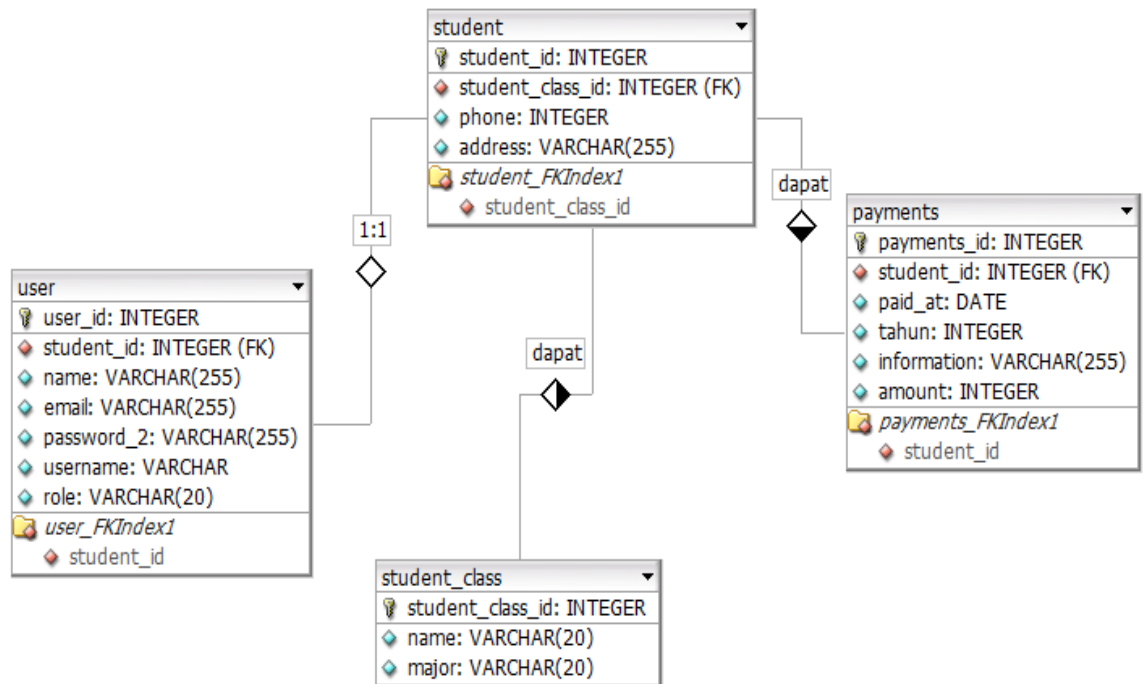 student
student_id: INTEGER
student_class_id: INTEGER (FK)
phone: INTEGER
address: VARCHAR(255)
student_FKIndex1
student_class_id
dapat
1:1
payments
payments_id: INTEGER
student_id: INTEGER (FK)
paid_at: DATE
tahun: INTEGER
information: VARCHAR(255)
amount: INTEGER
payments_FKIndex1
student_id
user
user_id: INTEGER
student_id: INTEGER (FK)
name: VARCHAR(255)
email: VARCHAR(255)
password_2: VARCHAR(255)
username: VARCHAR
role: VARCHAR(20)
user_FKIndex1
student_id
dapat
student_class
student_class_id: INTEGER
name: VARCHAR(20)
major: VARCHAR(20)